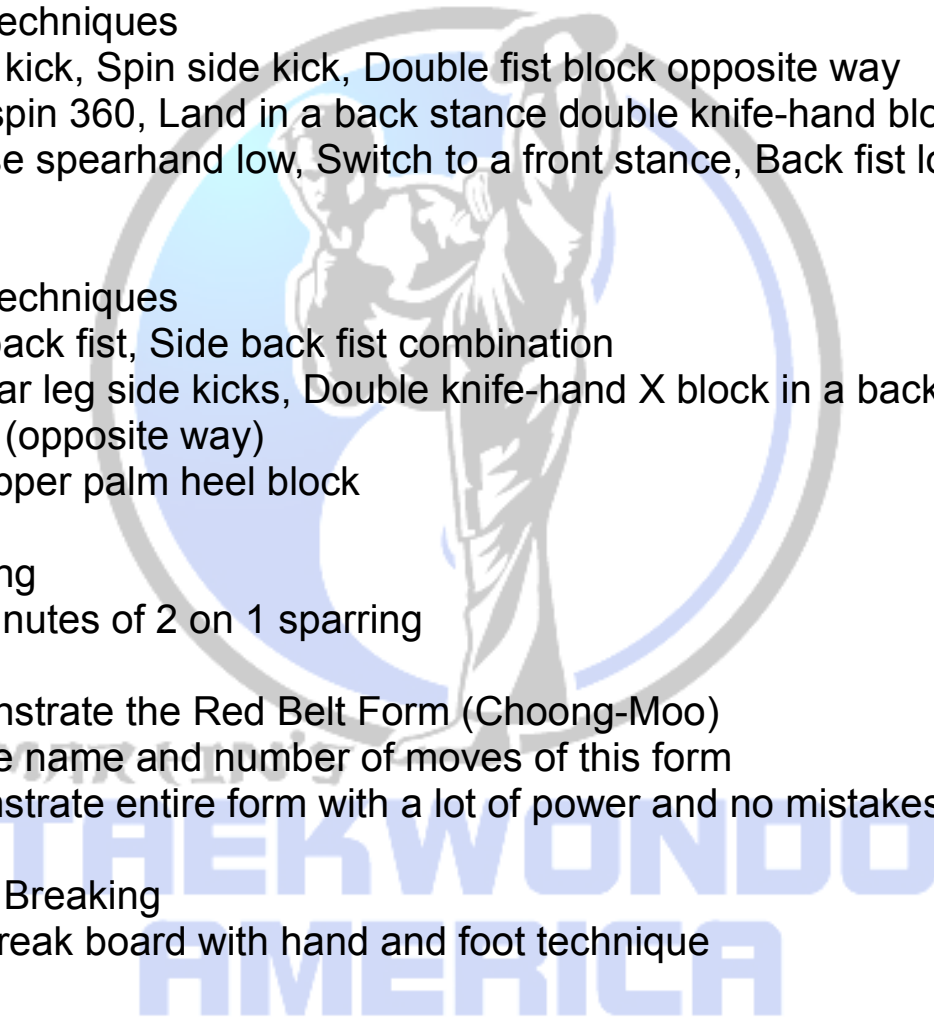 echniques
kick, Spin side kick, Double fist block opposite way
spin 360, Land in a back stance double knife-hand blo
se spearhand low, Switch to a front stance, Back fist lo
echniques
back fist, Side back fist combination
ar leg side kicks, Double knife-hand X block in a back
(opposite way)
pper palm heel block
ng
nutes of 2 on 1 sparring
nstrate the Red Belt Form (Choong-Moo)
e name and number of moves of this form
nstrate entire form with a lot of power and no mistakes
Breaking
reak board with hand and foot technique
TAEKWONDO
AMERICA